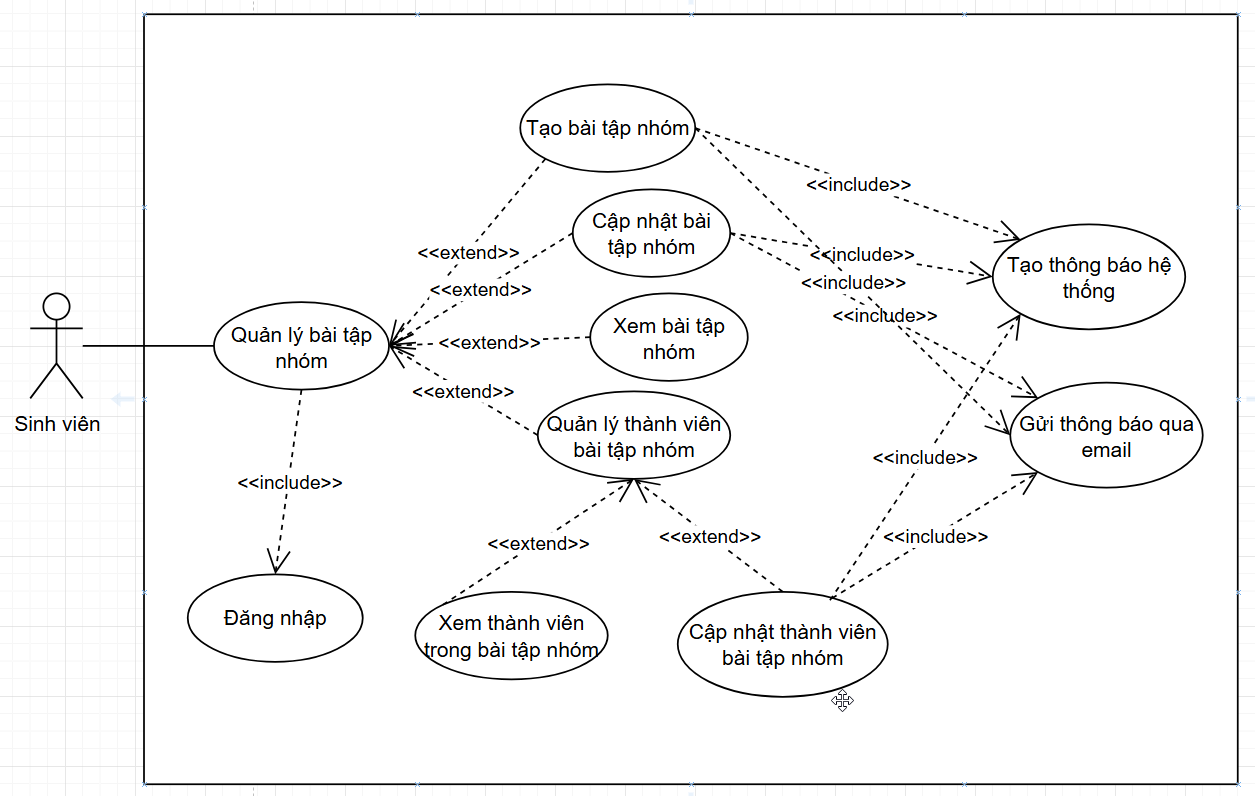 Tạo bài tập nhóm
<<include>>
Cập nhật bài
tập nhóm
<<extend>>
<<include>>
Tạo thông báo hệ
thống
<<extend>>
<<include>>
<<include>>
Quản lý bài tập
nhóm
<<extend>>
Xem bài tập
nhóm
<<extend>>
Sinh viên
Quản lý thành viên
bài tập nhóm
Gửi thông báo qua
email
<<include>>
<<include>>
<<extend>>
<<extend>>
<<include>>
Đăng nhập
Xem thành viên
trong bài tập nhóm
Cập nhật thành viên
bài tập nhóm